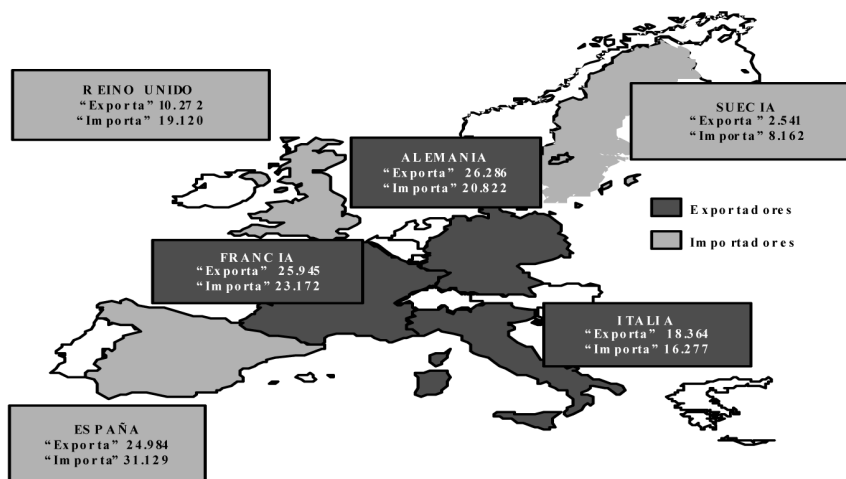 REINO UNIDO
“Exporta” 10.272
“Importa” 19.120
SUECIA
“Exporta” 2.541
“Importa” 8.162
ALEMANIA
“Exporta” 26.286
“Importa” 20.822
Exportadores
Importadores
FRANCIA
“Exporta” 25.945
“Importa” 23.172
ITALIA
“Exporta” 18.364
“Importa” 16.277
ESPAÑA
“Exporta” 24.984
“Importa” 31.129